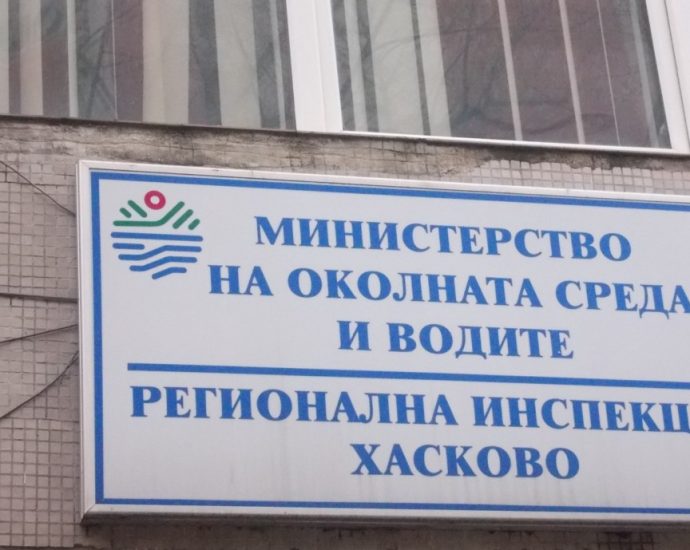 МИНИСТЕРСТВО
НА ОКОЛНАТА СРЕДА
И ВОДИТЕ
РЕГИОНАЛНА ИНСПЕКЦ
ХАСКОВО